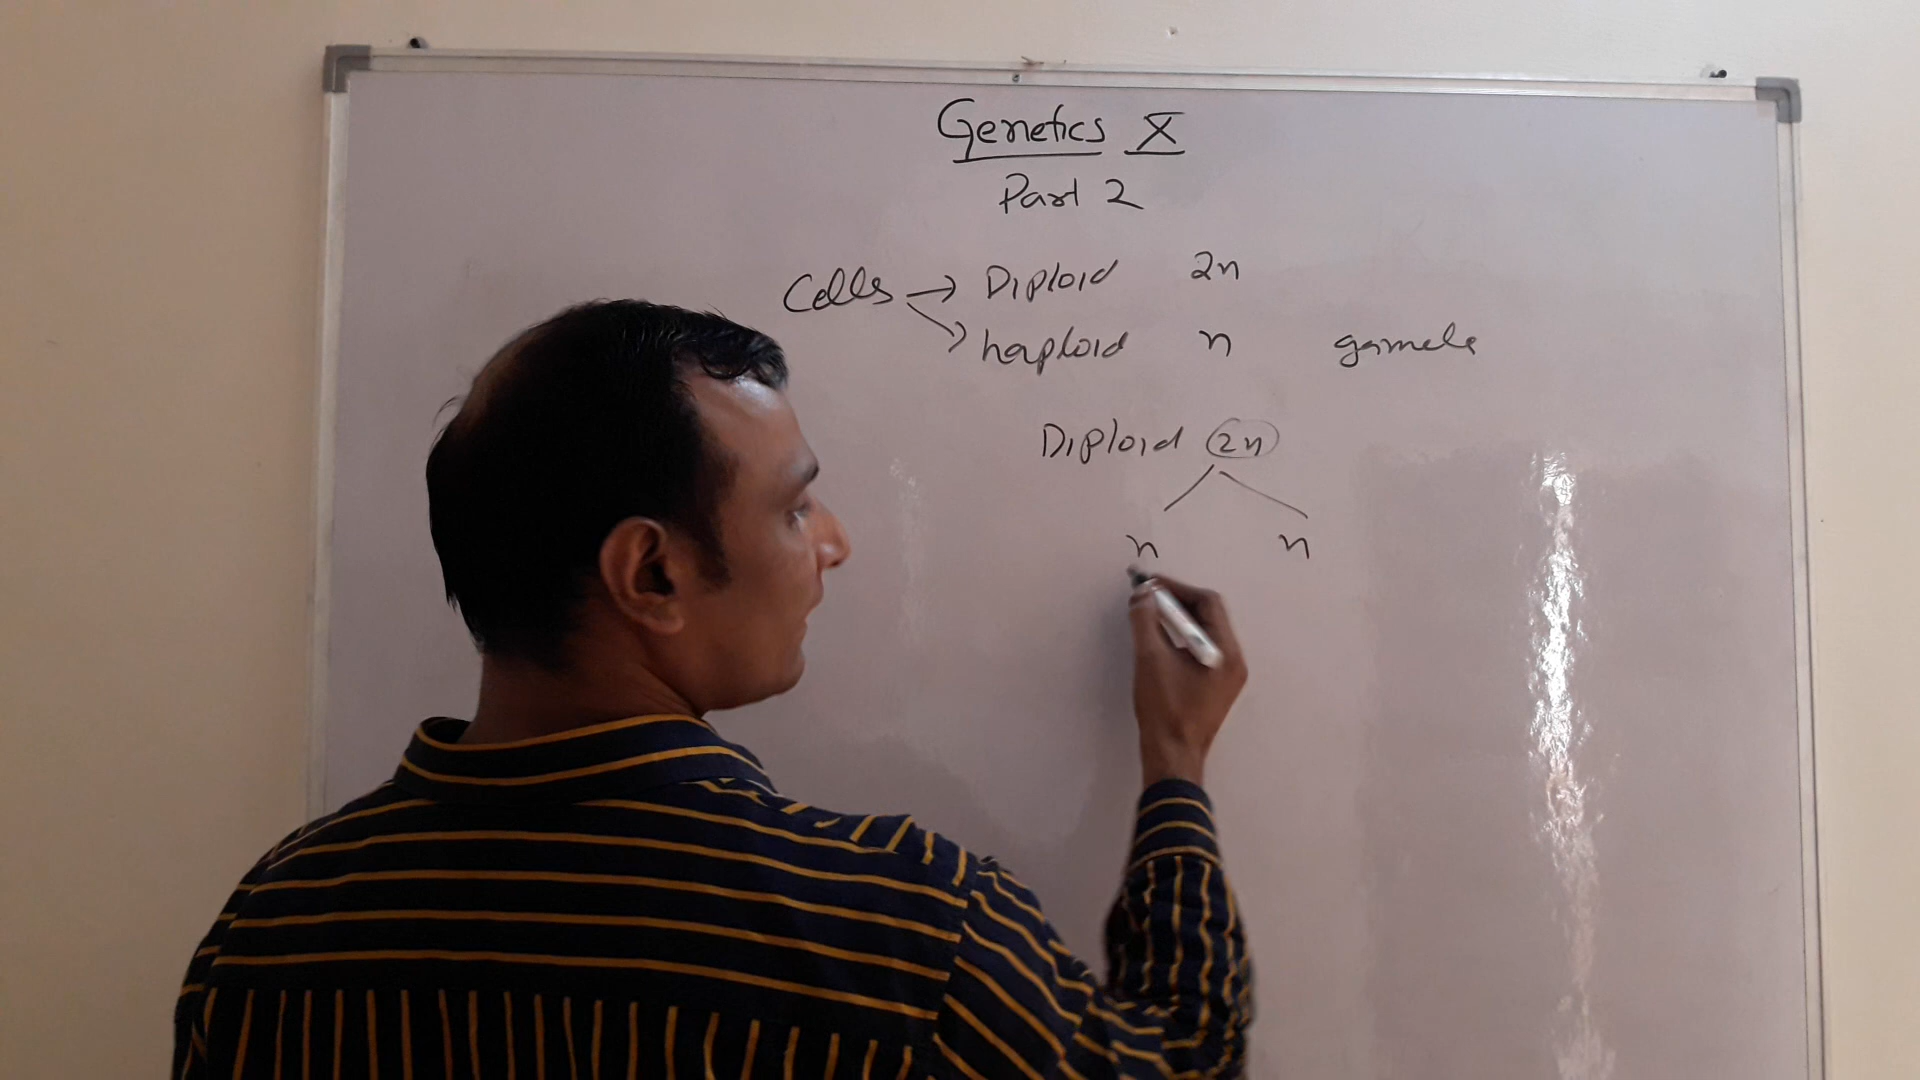 Genetics X
Part 2
Cells → Diploid 2n
haploid n gamete
Diploid 2n
n n